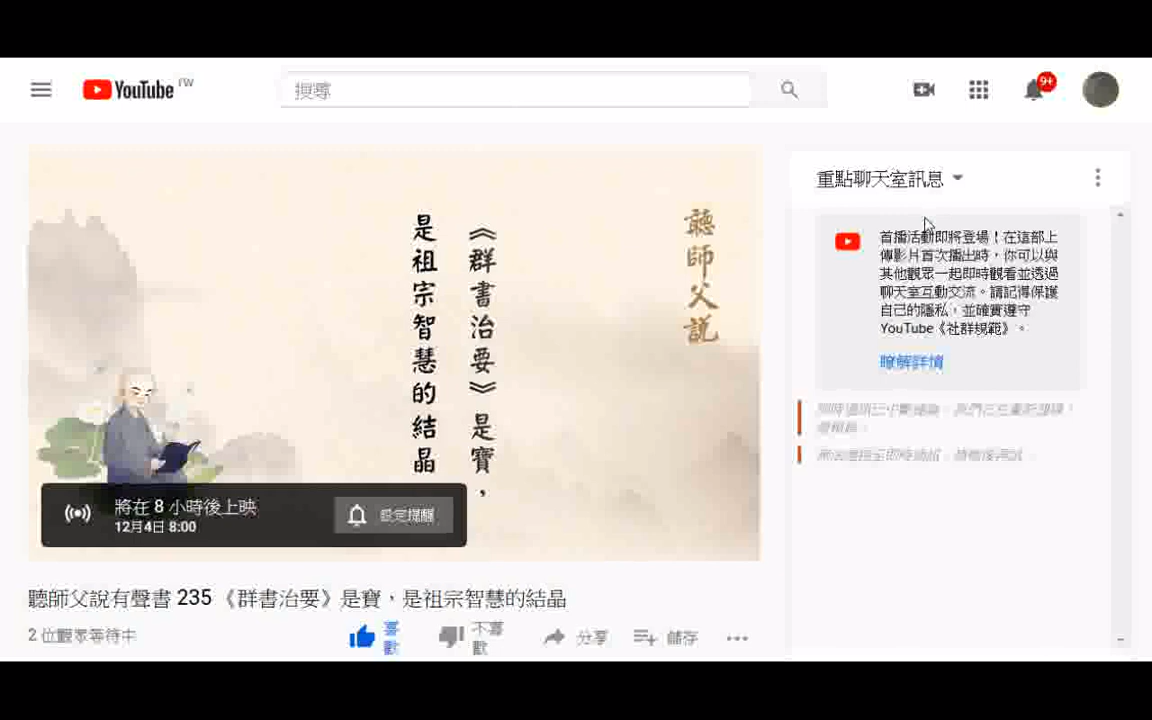 YouTube TW
搜尋
9+
聽師父說
《群書治要》是寶，
是祖宗智慧的結晶
將在 8 小時後上映
12月4日 8:00
設定提醒
聽師父說有聲書 235 《群書治要》是寶，是祖宗智慧的結晶
2 位觀眾等待中
喜歡
不喜歡
分享
儲存
重點聊天室訊息
首播活動即將登場！在這部上
傳影片首次播出時，你可以與
其他觀眾一起即時觀看並透過
聊天室互動交流。請記得保護
自己的隱私，並確實遵守
YouTube《社群規範》。
瞭解詳情